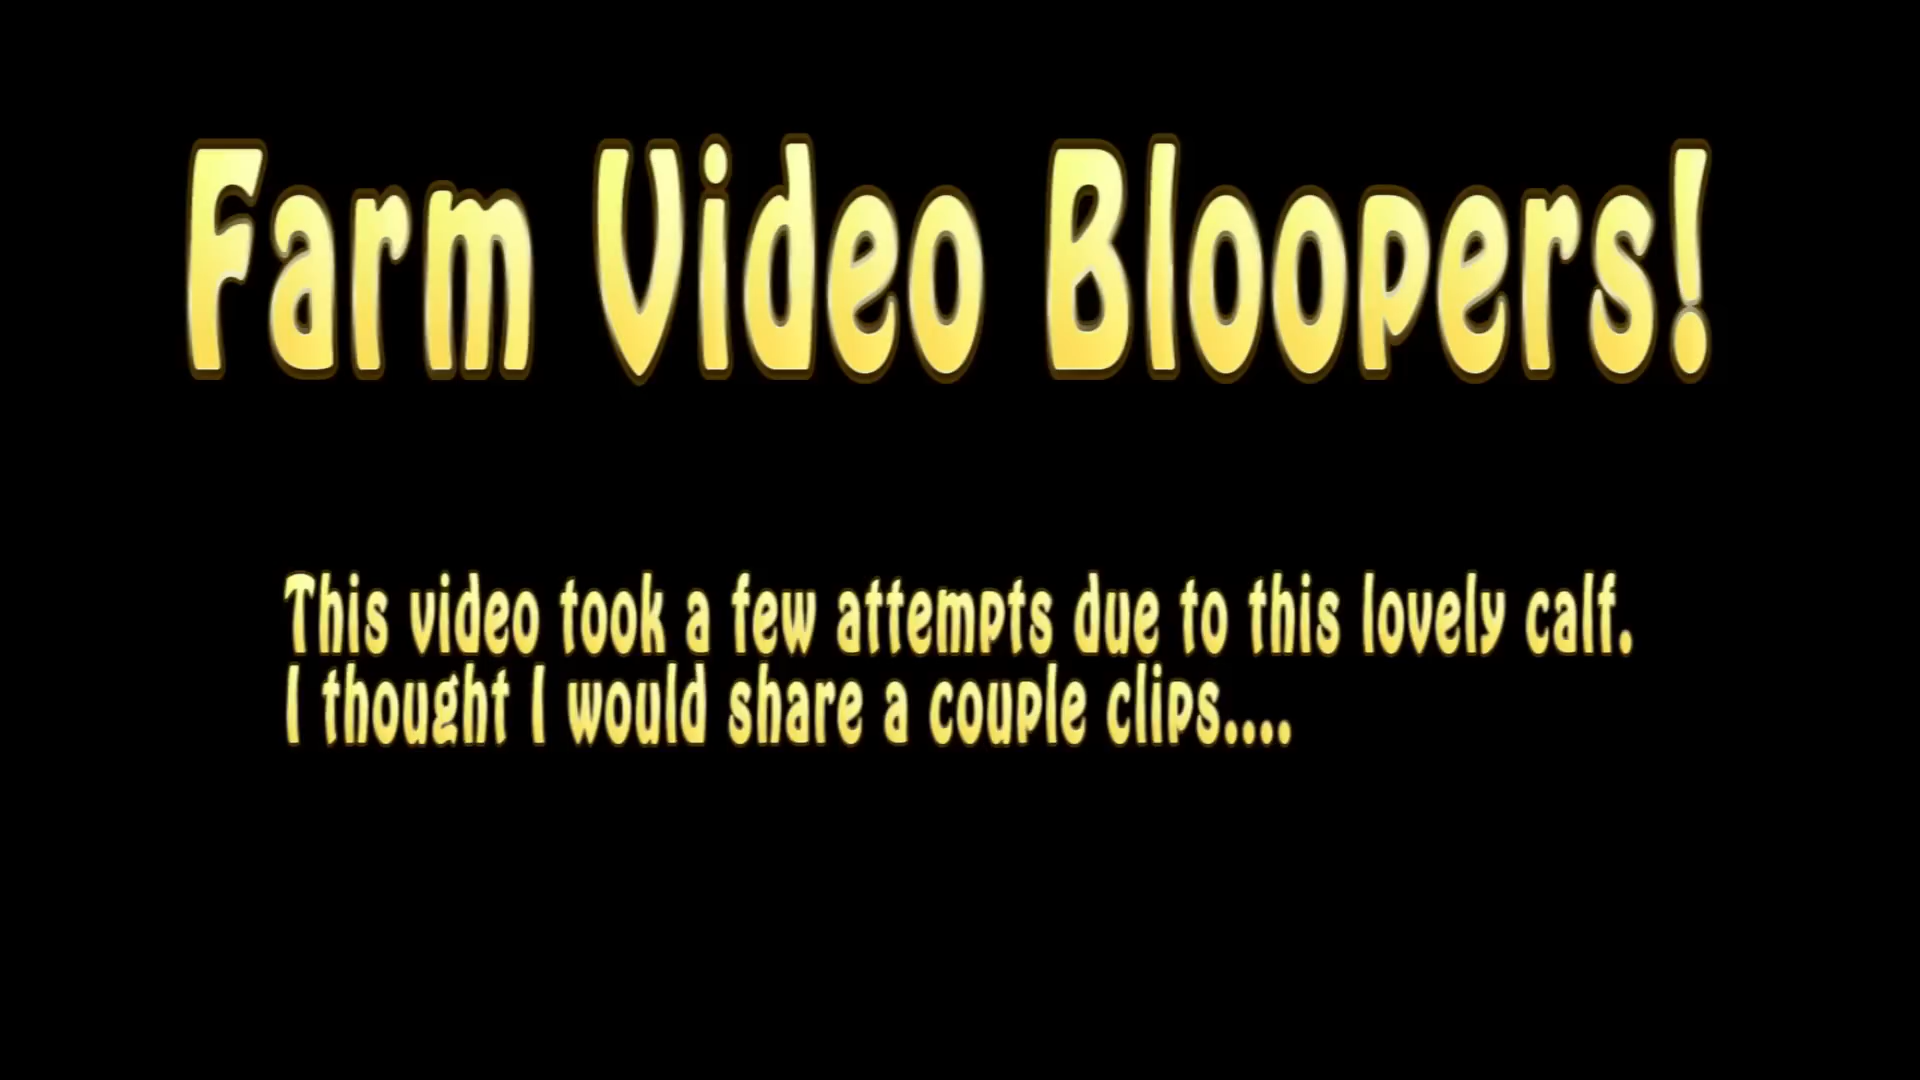 Farm Video Bloopers!
This video took a few attempts due to this lovely calf.
I thought I would share a couple clips....